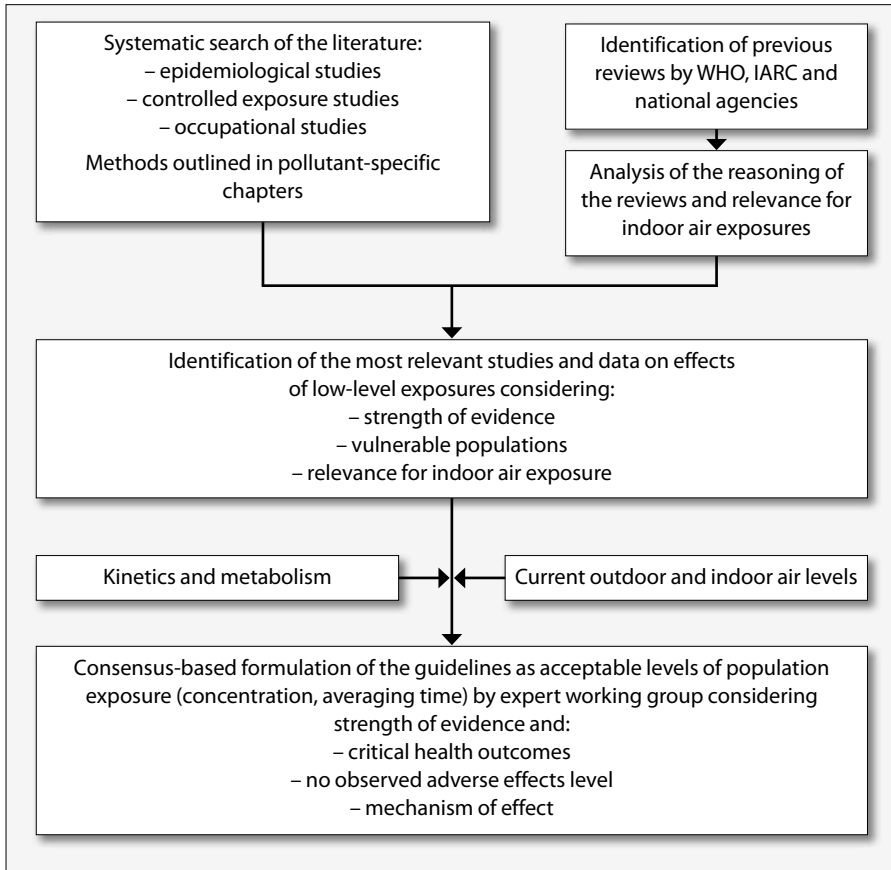 Systematic search of the literature:
– epidemiological studies
– controlled exposure studies
– occupational studies
Methods outlined in pollutant-specific
chapters
Identification of previous
reviews by WHO, IARC and
national agencies
Analysis of the reasoning of
the reviews and relevance for
indoor air exposures
Identification of the most relevant studies and data on effects
of low-level exposures considering:
– strength of evidence
– vulnerable populations
– relevance for indoor air exposure
Kinetics and metabolism
Current outdoor and indoor air levels
Consensus-based formulation of the guidelines as acceptable levels of population
exposure (concentration, averaging time) by expert working group considering
strength of evidence and:
– critical health outcomes
– no observed adverse effects level
– mechanism of effect